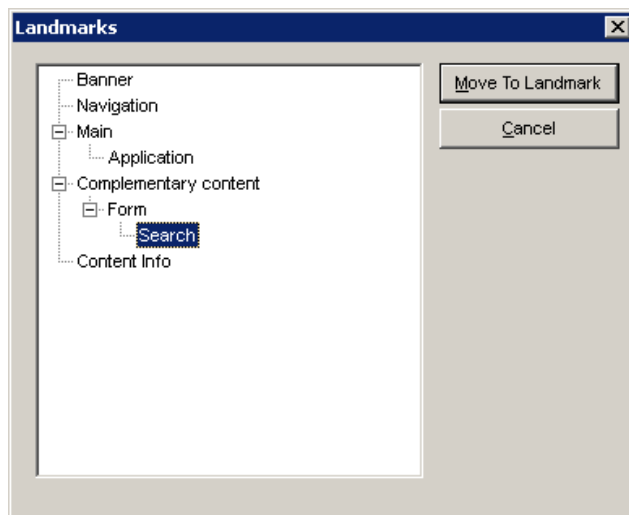 Landmarks
Banner
Navigation
Main
Application
Complementary content
Form
Search
Content Info
Move To Landmark
Cancel